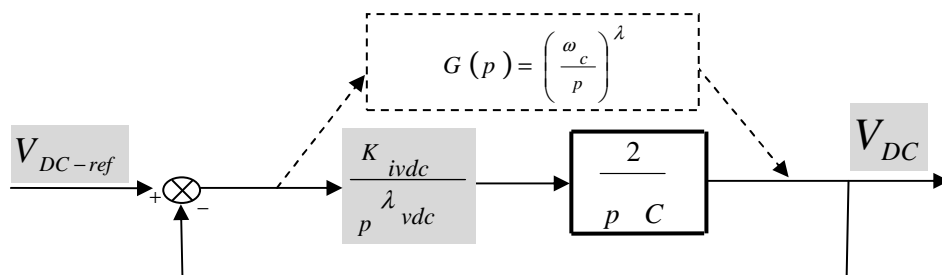 G (p) = (ω_c / p)^λ
V_DC-ref
V_DC
K_ivdc / p^λ_vdc
2 / p C
+
−